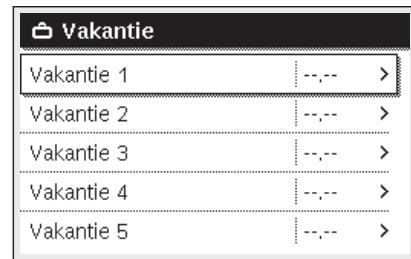 Vakantie
Vakantie 1 --,-- >
Vakantie 2 --,-- >
Vakantie 3 --,-- >
Vakantie 4 --,-- >
Vakantie 5 --,-- >